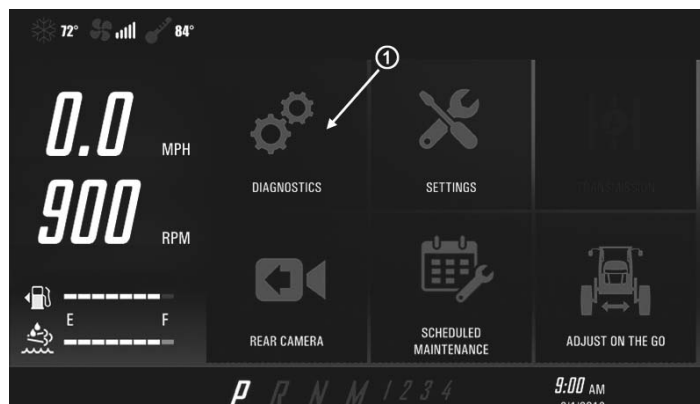 72° 84°
1
0.0 MPH
900 RPM
E F
DIAGNOSTICS
SETTINGS
TRANSMISSION
REAR CAMERA
SCHEDULED
MAINTENANCE
ADJUST ON THE GO
P R N M 1 2 3 4
9:00 AM